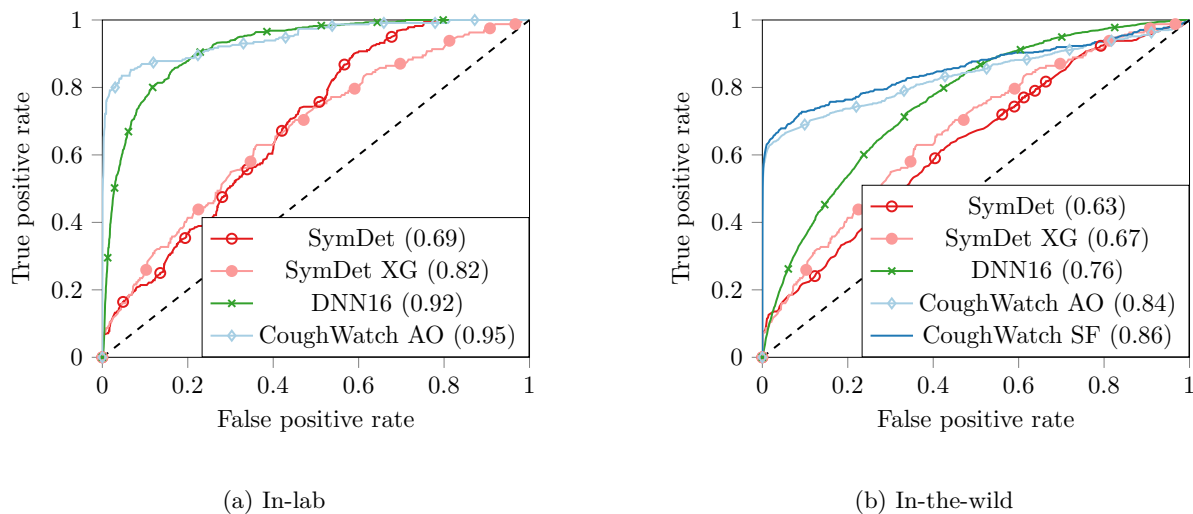 1
0.8
0.6
0.4
0.2
0
True positive rate
0
0.2
0.4
0.6
0.8
1
False positive rate
SymDet (0.69)
SymDet XG (0.82)
DNN16 (0.92)
CoughWatch AO (0.95)
(a) In-lab
1
0.8
0.6
0.4
0.2
0
True positive rate
0
0.2
0.4
0.6
0.8
1
False positive rate
SymDet (0.63)
SymDet XG (0.67)
DNN16 (0.76)
CoughWatch AO (0.84)
CoughWatch SF (0.86)
(b) In-the-wild